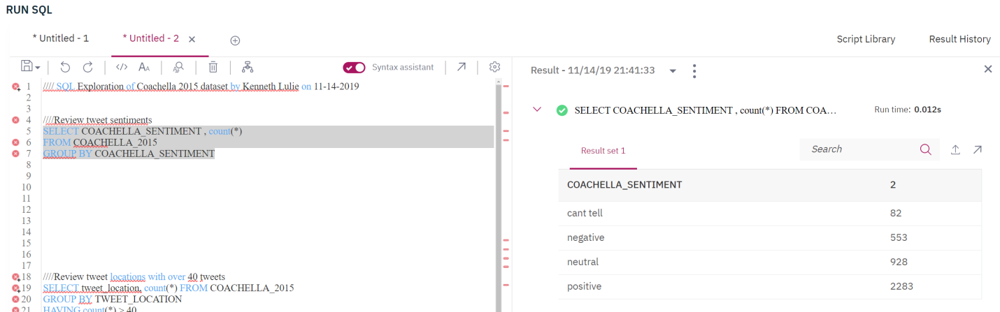 RUN SQL
* Untitled - 1
* Untitled - 2
Script Library
Result History
Syntax assistant
1 //// SQL Exploration of Coachella 2015 dataset by Kenneth Lulie on 11-14-2019
2
3
4 ////Review tweet sentiments
5 SELECT COACHELLA_SENTIMENT , count(*)
6 FROM COACHELLA_2015
7 GROUP BY COACHELLA_SENTIMENT
8
9
10
11
12
13
14
15
16
17
18 ////Review tweet locations with over 40 tweets
19 SELECT tweet_location, count(*) FROM COACHELLA_2015
20 GROUP BY TWEET_LOCATION
21 HAVING count(*) > 40
Result - 11/14/19 21:41:33
SELECT COACHELLA_SENTIMENT , count(*) FROM COA...
Run time: 0.012s
Result set 1
Search
COACHELLA_SENTIMENT 2
cant tell 82
negative 553
neutral 928
positive 2283